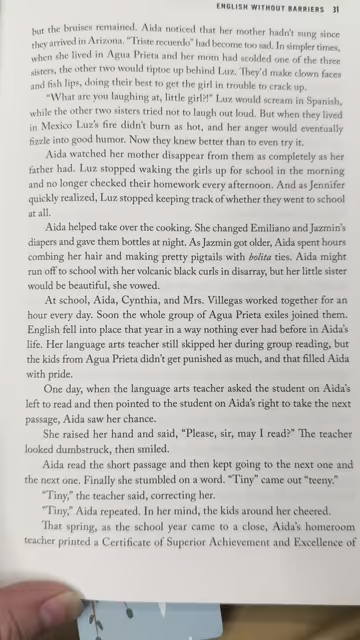 ENGLISH WITHOUT BARRIERS 31
but the bruises remained. Aida noticed that her mother hadn't sung since
they arrived in Arizona. "Triste recuerdo" had become too sad. In simpler times,
when she lived in Agua Prieta and her mom had scolded one of the three
sisters, the other two would tiptoe up behind Luz. They'd make clown faces
and fish lips, doing their best to get the girl in trouble to crack up.
"What are you laughing at, little girl?!" Luz would scream in Spanish,
while the other two sisters tried not to laugh out loud. But when they lived
in Mexico Luz's fire didn't burn as hot, and her anger would eventually
fizzle into good humor. Now they knew better than to even try it.
Aida watched her mother disappear from them as completely as her
father had. Luz stopped waking the girls up for school in the morning
and no longer checked their homework every afternoon. And as Jennifer
quickly realized, Luz stopped keeping track of whether they went to school
at all.
Aida helped take over the cooking. She changed Emiliano and Jazmin's
diapers and gave them bottles at night. As Jazmin got older, Aida spent hours
combing her hair and making pretty pigtails with bolita ties. Aida might
run off to school with her volcanic black curls in disarray, but her little sister
would be beautiful, she vowed.
At school, Aida, Cynthia, and Mrs. Villegas worked together for an
hour every day. Soon the whole group of Agua Prieta exiles joined them.
English fell into place that year in a way nothing ever had before in Aida's
life. Her language arts teacher still skipped her during group reading, but
the kids from Agua Prieta didn't get punished as much, and that filled Aida
with pride.
One day, when the language arts teacher asked the student on Aida's
left to read and then pointed to the student on Aida's right to take the next
passage, Aida saw her chance.
She raised her hand and said, "Please, sir, may I read?" The teacher
looked dumbstruck, then smiled.
Aida read the short passage and then kept going to the next one and
the next one. Finally she stumbled on a word. "Tiny" came out "teeny."
"Tiny," the teacher said, correcting her.
"Tiny," Aida repeated. In her mind, the kids around her cheered.
That spring, as the school year came to a close, Aida's homeroom
teacher printed a Certificate of Superior Achievement and Excellence of